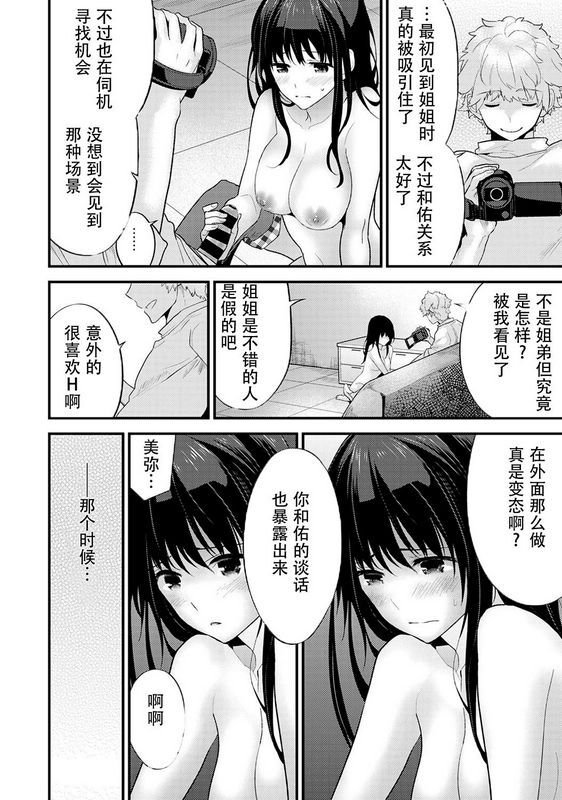 …最初见到姐姐时
真的被吸引住了
不过和佑关系
太好了
不过也在伺机
寻找机会
没想到会见到
那种场景
……
不是姐弟但究竟
是怎样？
被我看见了
姐姐是不错的人
是假的吧
意外的
很喜欢H啊
在外面那么做
真是变态啊？
你和佑的谈话
也暴露出来
美弥…
啊啊
——那个时候…